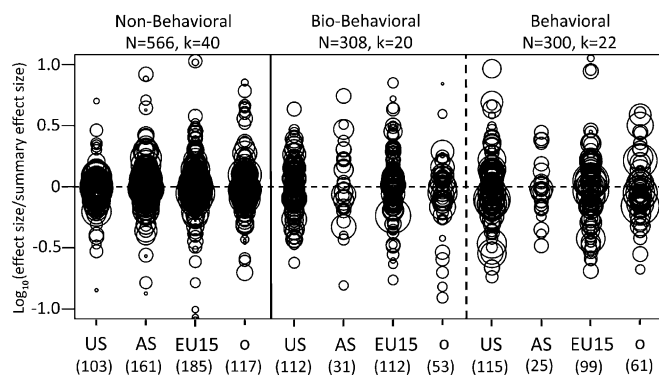 Non-Behavioral Bio-Behavioral Behavioral
N=566, k=40 N=308, k=20 N=300, k=22
Log10(effect size/summary effect size)
1.0
0.5
0
-0.5
-1.0
US AS EU15 o US AS EU15 o US AS EU15 o
(103) (161) (185) (117) (112) (31) (112) (53) (115) (25) (99) (61)